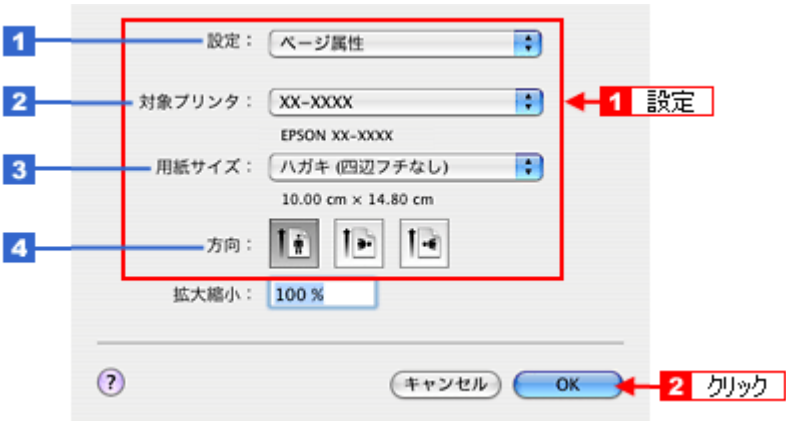 1 設定： ページ属性
2 対象プリンタ： XX-XXXX 1 設定
EPSON XX-XXXX
3 用紙サイズ： ハガキ (四辺フチなし)
10.00 cm × 14.80 cm
4 方向：
拡大縮小： 100 %
? キャンセル OK 2 クリック